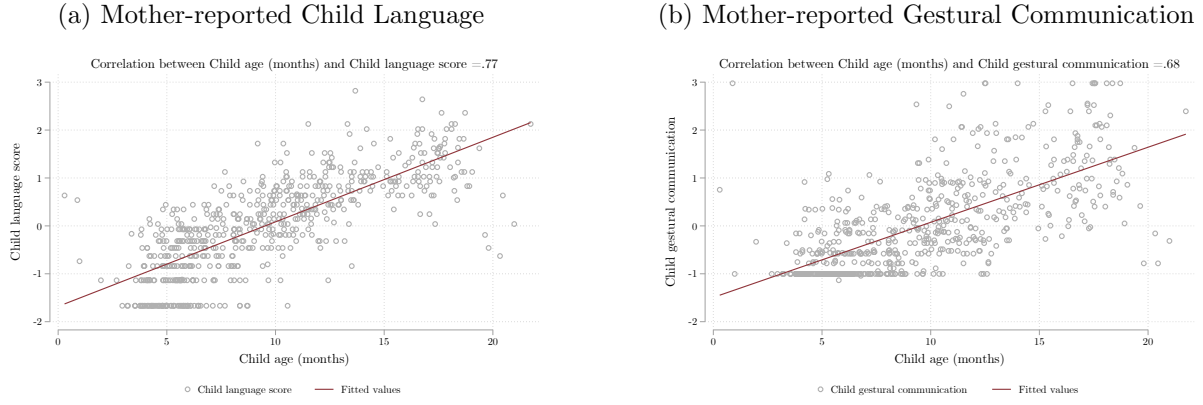 (a) Mother-reported Child Language
Correlation between Child age (months) and Child language score =.77
3
2
1
0
-1
-2
Child language score
0 5 10 15 20
Child age (months)
Child language score Fitted values
(b) Mother-reported Gestural Communication
Correlation between Child age (months) and Child gestural communication =.68
3
2
1
0
-1
-2
Child gestural communication
0 5 10 15 20
Child age (months)
Child gestural communication Fitted values